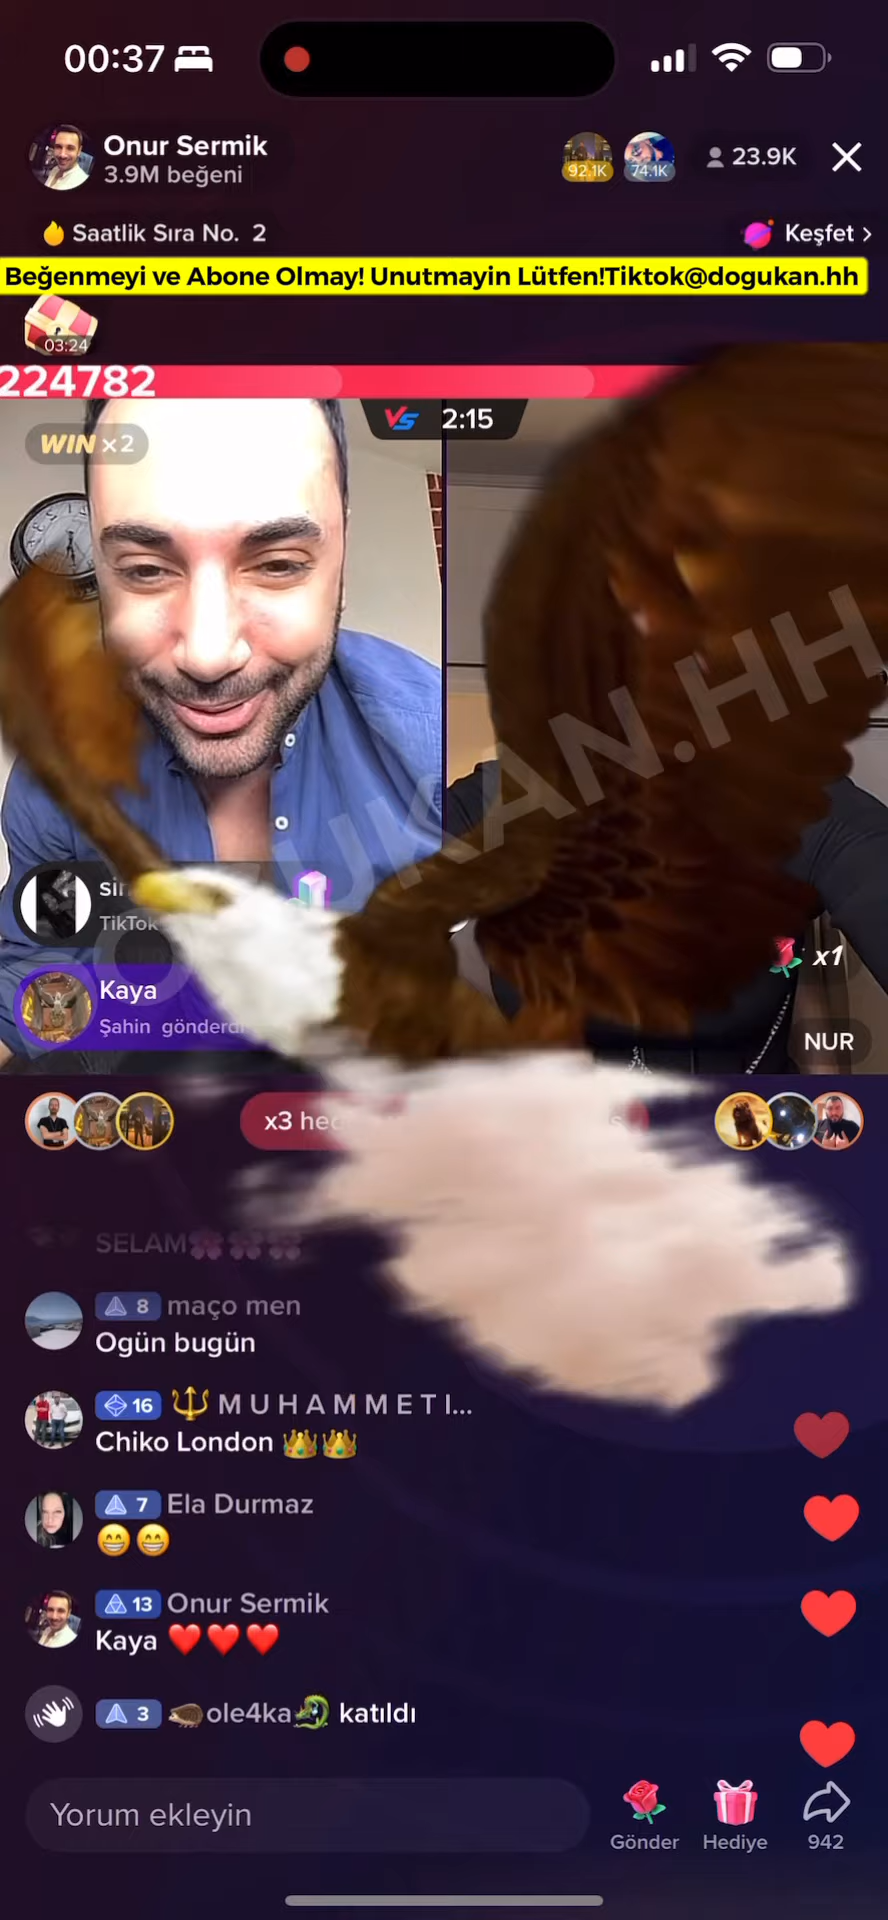 00:37
Onur Sermik
3.9M beğeni
92.1K
74.1K
23.9K
Saatlik Sıra No. 2
Keşfet >
Beğenmeyi ve Abone Olmay! Unutmayin Lütfen!Tiktok@dogukan.hh
03:24
224782
WIN x2
VS 2:15
TikTok
Kaya
Şahin gönderdi
x1
NUR
x3
SELAM🌸🌸🌸
8 maço men
Ogün bugün
16 🔱 M U H A M M E T I...
Chiko London 👑👑
7 Ela Durmaz
😁😁
13 Onur Sermik
Kaya ❤️❤️❤️
3 🦔ole4ka🐉 katıldı
Yorum ekleyin
Gönder
Hediye
942